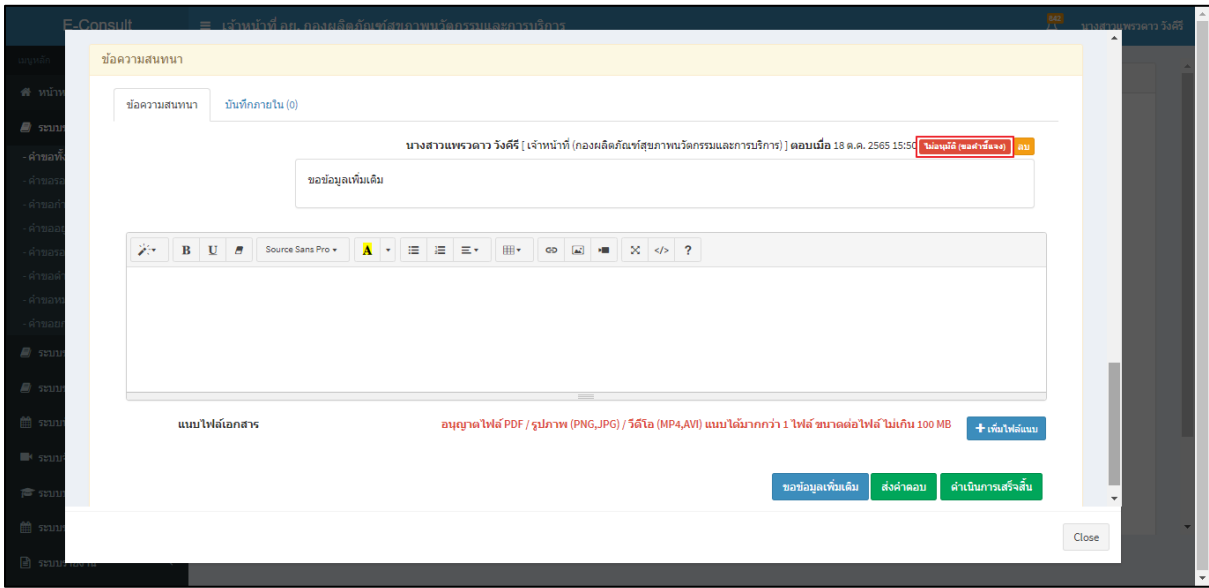 E-Consult
เจ้าหน้าที่ อย. กองผลิตภัณฑ์สุขภาพนวัตกรรมและการบริการ
542
นางสาวแพรวดาว วังคีรี
เมนูหลัก
ข้อความสนทนา
ข้อความสนทนา
บันทึกภายใน (0)
นางสาวแพรวดาว วังคีรี [ เจ้าหน้าที่ (กองผลิตภัณฑ์สุขภาพนวัตกรรมและการบริการ) ] ตอบเมื่อ 18 ต.ค. 2565 15:50 ไม่อนุมัติ (ขอคำชี้แจง) ลบ
ขอข้อมูลเพิ่มเติม
B U Source Sans Pro A </> ?
แนบไฟล์เอกสาร
อนุญาตไฟล์ PDF / รูปภาพ (PNG,JPG) / วีดีโอ (MP4,AVI) แนบได้มากกว่า 1 ไฟล์ ขนาดต่อไฟล์ ไม่เกิน 100 MB
+ เพิ่มไฟล์แนบ
ขอข้อมูลเพิ่มเติม
ส่งคำตอบ
ดำเนินการเสร็จสิ้น
Close